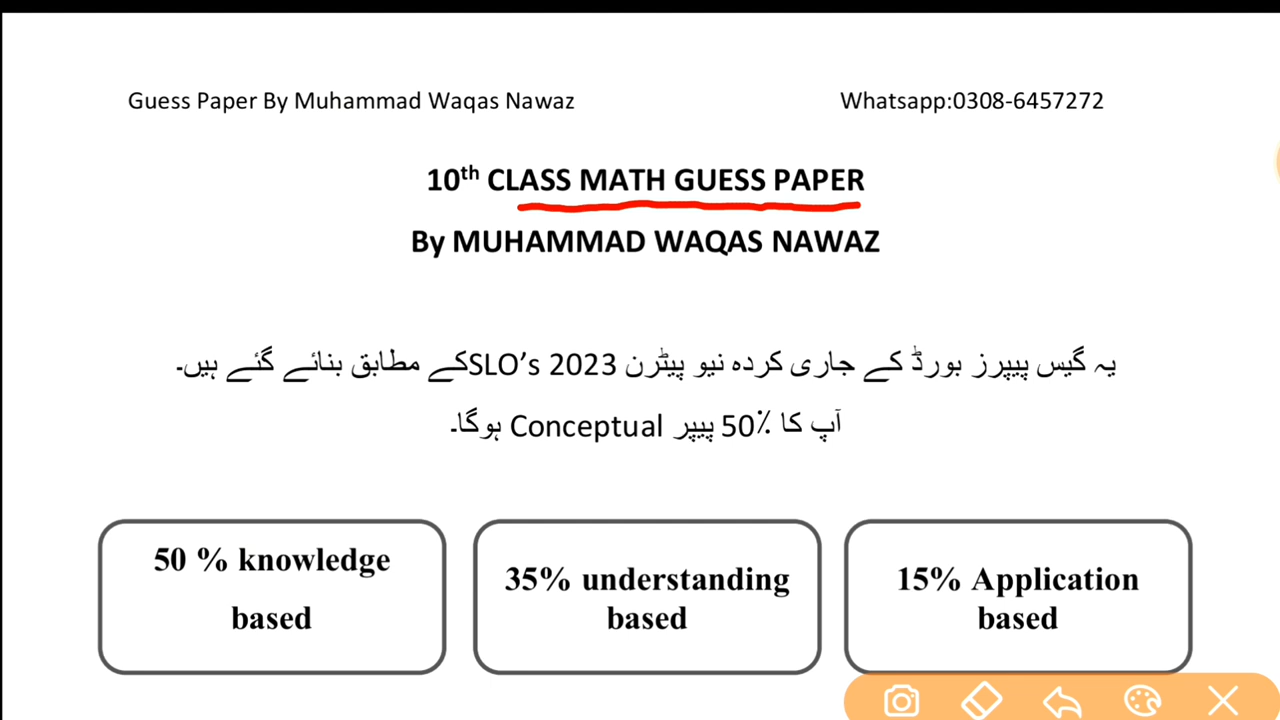 Guess Paper By Muhammad Waqas Nawaz Whatsapp:0308-6457272
10th CLASS MATH GUESS PAPER
By MUHAMMAD WAQAS NAWAZ
یہ گیس پیپرز بورڈ کے جاری کردہ نیو پیٹرن SLO’s 2023 کے مطابق بنائے گئے ہیں۔
آپ کا 50٪ پیپر Conceptual ہوگا۔
50 % knowledge
based
35% understanding
based
15% Application
based